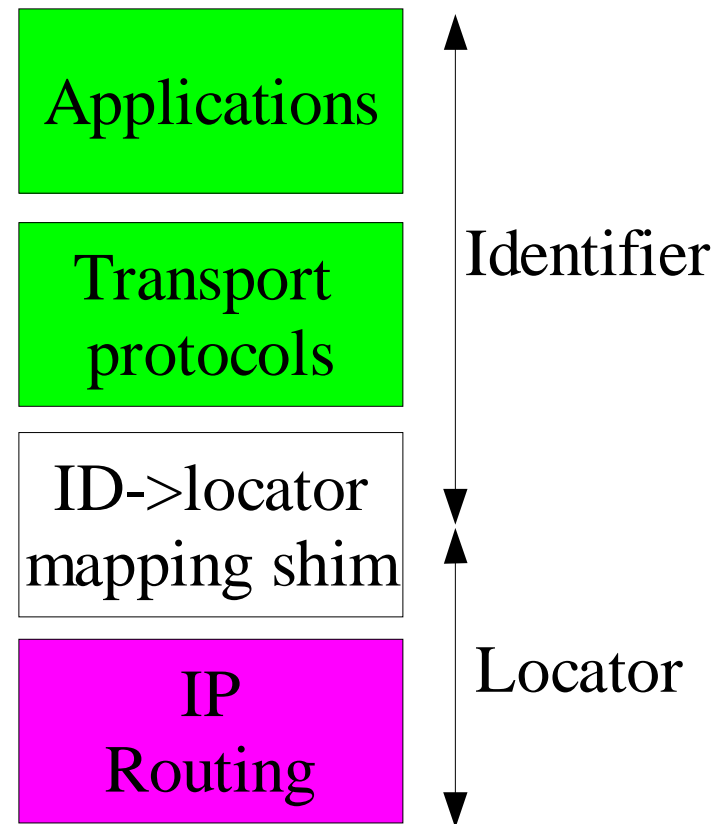 Applications
Identifier
Transport
protocols
ID->locator
mapping shim
Locator
IP
Routing